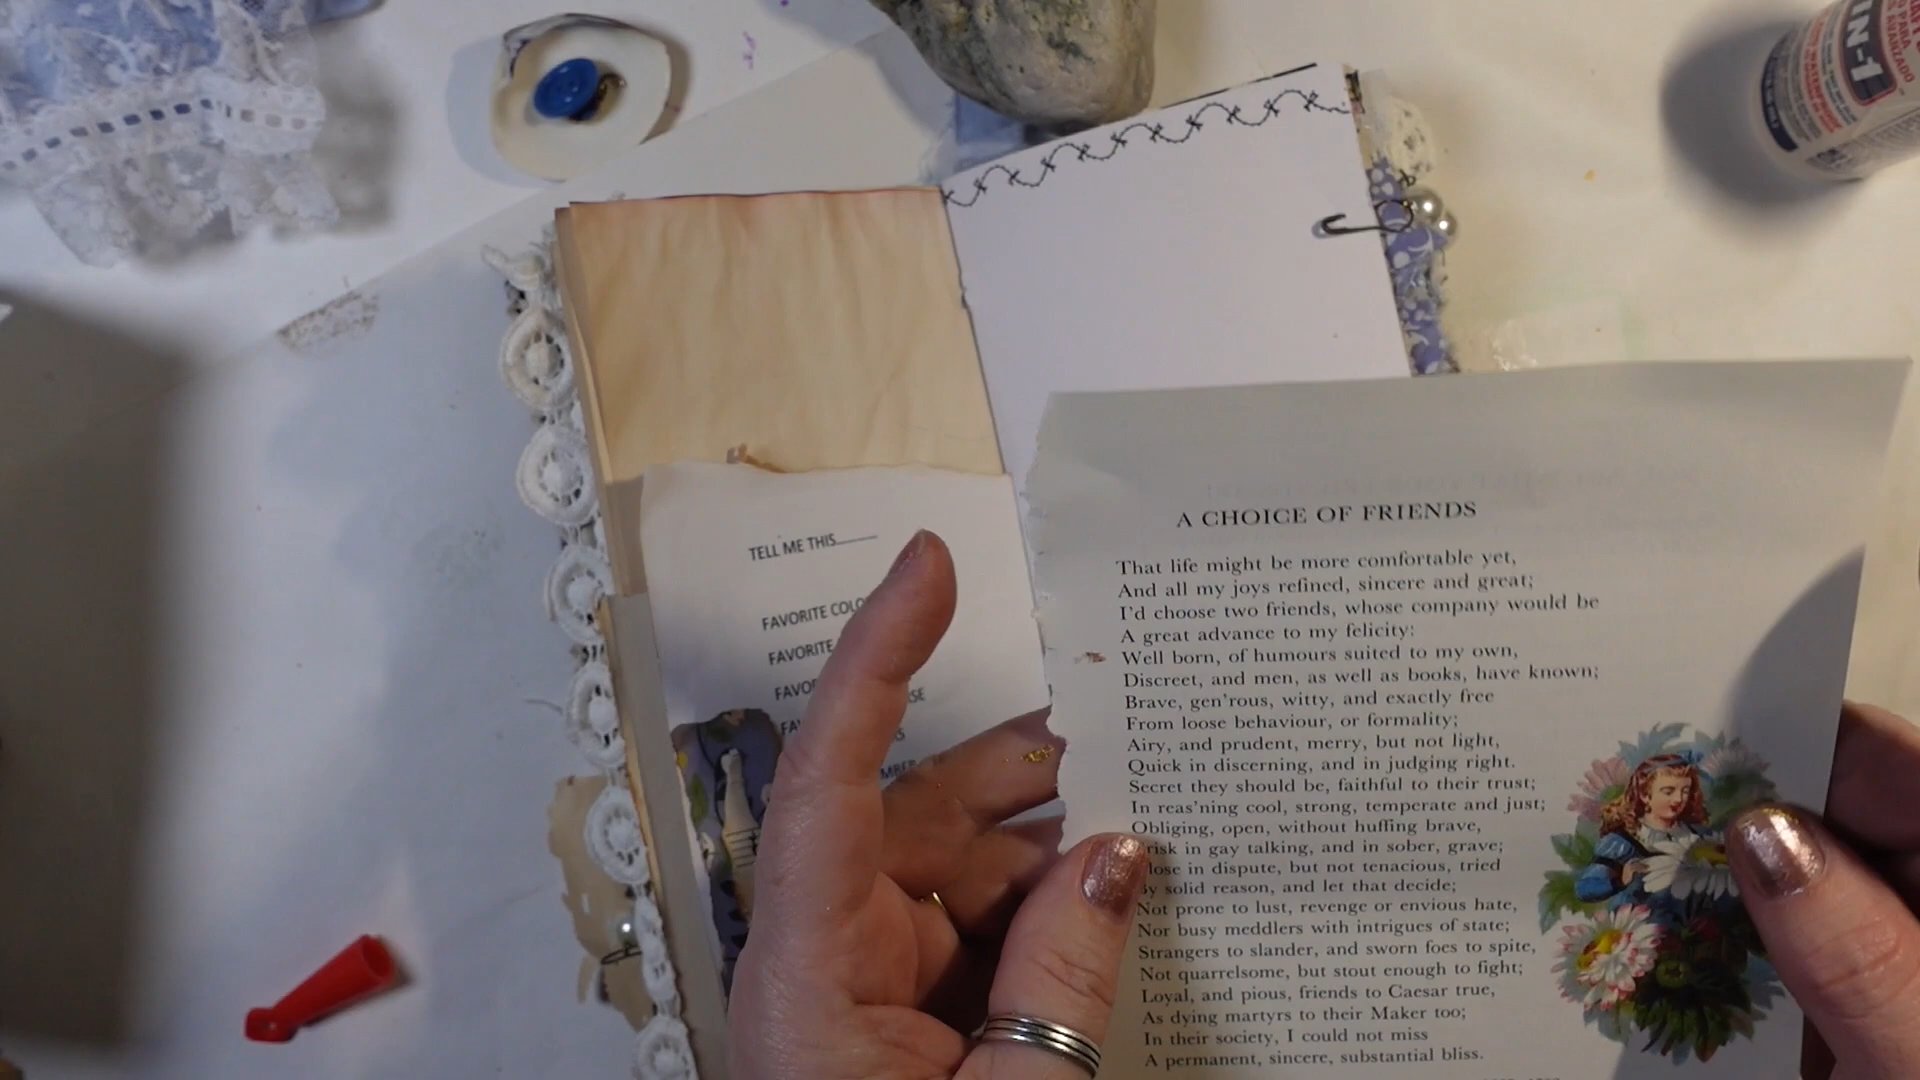 IN-1
TELL ME THIS
FAVORITE
FAVORITE
A CHOICE OF FRIENDS
That life might be more comfortable yet,
And all my joys refined, sincere and great;
I'd choose two friends, whose company would be
A great advance to my felicity:
Well born, of humours suited to my own,
Discreet, and men, as well as books, have known;
Brave, gen'rous, witty, and exactly free
From loose behaviour, or formality;
Airy, and prudent, merry, but not light,
Quick in discerning, and in judging right.
Secret they should be, faithful to their trust;
In reas'ning cool, strong, temperate and just;
Obliging, open, without huffing brave,
risk in gay talking, and in sober, grave;
lose in dispute, but not tenacious, tried
By solid reason, and let that decide;
Not prone to lust, revenge or envious hate,
Nor busy meddlers with intrigues of state;
Strangers to slander, and sworn foes to spite,
Not quarrelsome, but stout enough to fight;
Loyal, and pious, friends to Caesar true,
As dying martyrs to their Maker too;
In their society, I could not miss
A permanent, sincere, substantial bliss.